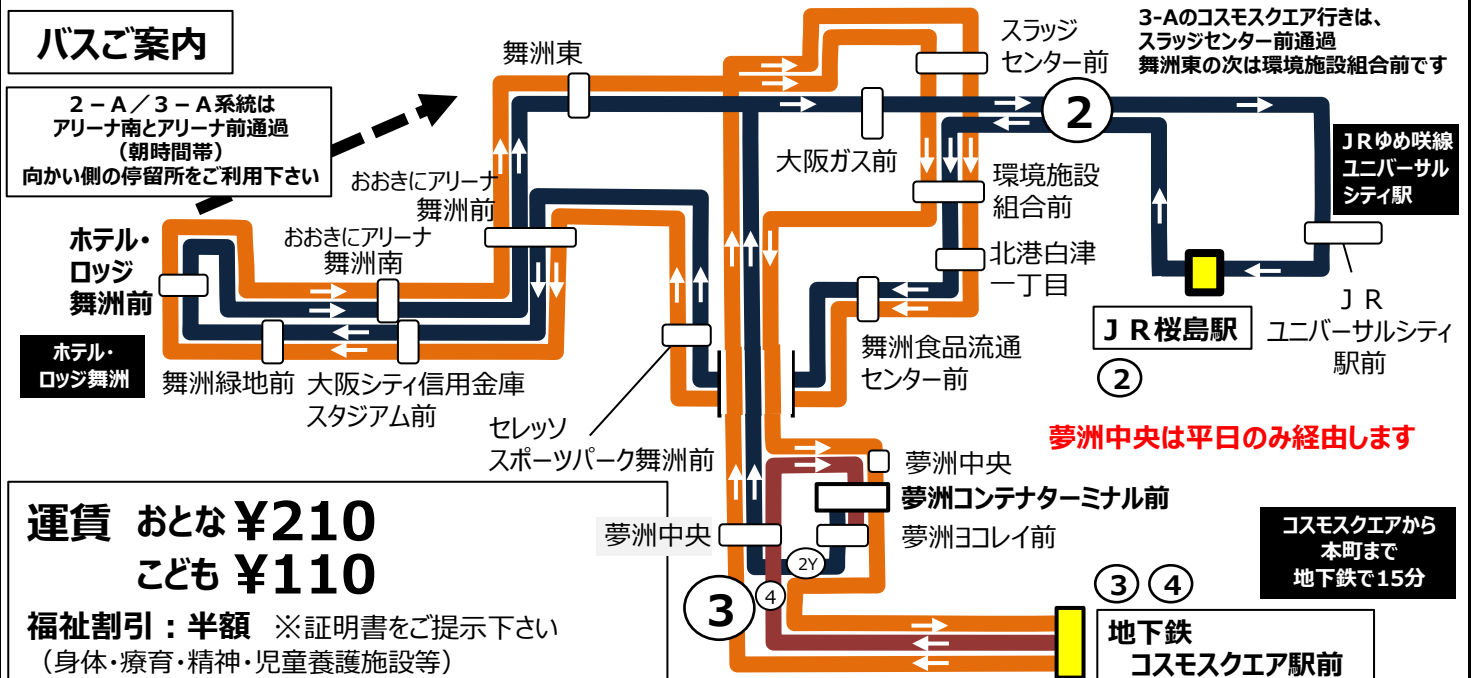 バスご案内
２－Ａ／３－Ａ系統は
アリーナ南とアリーナ前通過
（朝時間帯）
向かい側の停留所をご利用下さい
舞洲東
スラッジ
センター前
3-Aのコスモスクエア行きは、
スラッジセンター前通過
舞洲東の次は環境施設組合前です
2
大阪ガス前
ＪＲゆめ咲線
ユニバーサル
シティ駅
おおきにアリーナ
舞洲前
環境施設
組合前
ホテル・
ロッジ
舞洲前
おおきにアリーナ
舞洲南
北港白津
一丁目
ＪＲ桜島駅
②
ＪＲ
ユニバーサルシティ
駅前
ホテル・
ロッジ舞洲
舞洲緑地前
大阪シティ信用金庫
スタジアム前
舞洲食品流通
センター前
セレッソ
スポーツパーク舞洲前
夢洲中央は平日のみ経由します
夢洲中央
夢洲コンテナターミナル前
夢洲中央
夢洲ヨコレイ前
2Y
4
3
運賃 おとな ¥210
こども ¥110
福祉割引：半額 ※証明書をご提示下さい
（身体・療育・精神・児童養護施設等）
コスモスクエアから
本町まで
地下鉄で15分
③ ④
地下鉄
コスモスクエア駅前